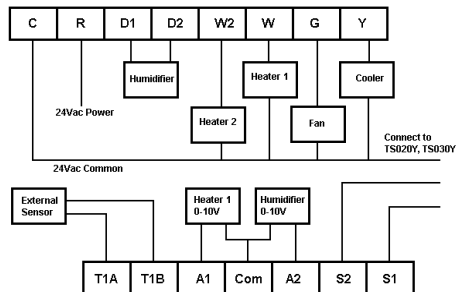 C R D1 D2 W2 W G Y
Humidifier
Heater 1
Cooler
24Vac Power
Heater 2
Fan
Connect to
TS020Y, TS030Y
24Vac Common
External
Sensor
Heater 1
0-10V
Humidifier
0-10V
T1A T1B A1 Com A2 S2 S1